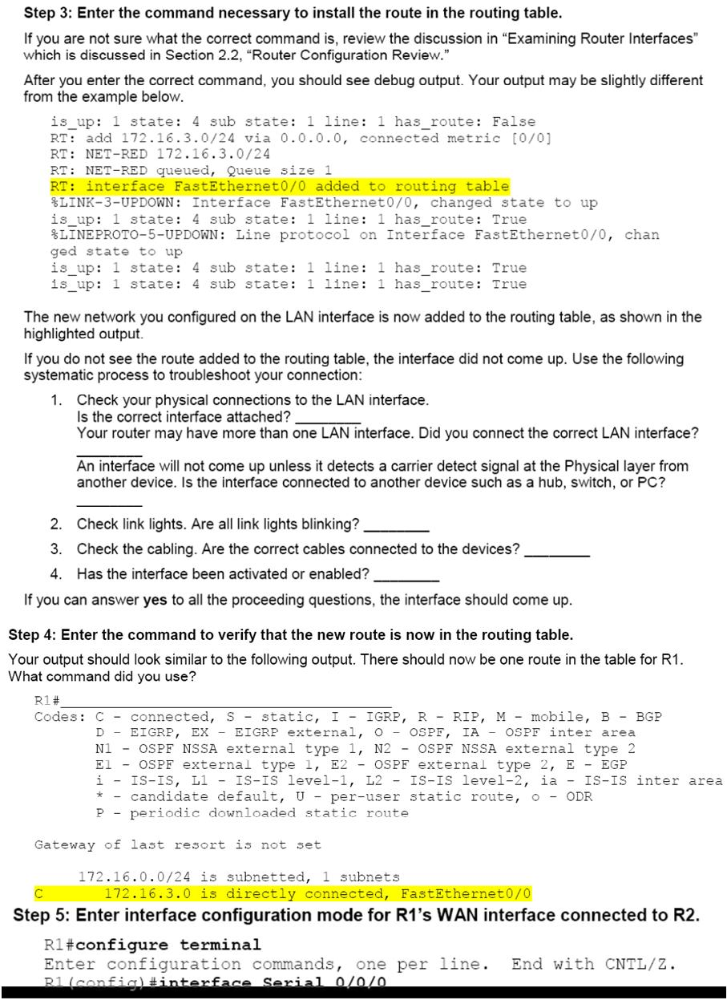 Step 3: Enter the command necessary to install the route in the routing table.
If you are not sure what the correct command is, review the discussion in “Examining Router Interfaces”
which is discussed in Section 2.2, “Router Configuration Review.”
After you enter the correct command, you should see debug output. Your output may be slightly different
from the example below.
is_up: 1 state: 4 sub state: 1 line: 1 has_route: False
RT: add 172.16.3.0/24 via 0.0.0.0, connected metric [0/0]
RT: NET-RED 172.16.3.0/24
RT: NET-RED queued, Queue size 1
RT: interface FastEthernet0/0 added to routing table
%LINK-3-UPDOWN: Interface FastEthernet0/0, changed state to up
is_up: 1 state: 4 sub state: 1 line: 1 has_route: True
%LINEPROTO-5-UPDOWN: Line protocol on Interface FastEthernet0/0, chan
ged state to up
is_up: 1 state: 4 sub state: 1 line: 1 has_route: True
is_up: 1 state: 4 sub state: 1 line: 1 has_route: True
The new network you configured on the LAN interface is now added to the routing table, as shown in the
highlighted output.
If you do not see the route added to the routing table, the interface did not come up. Use the following
systematic process to troubleshoot your connection:
1. Check your physical connections to the LAN interface.
Is the correct interface attached? ________
Your router may have more than one LAN interface. Did you connect the correct LAN interface?
________
An interface will not come up unless it detects a carrier detect signal at the Physical layer from
another device. Is the interface connected to another device such as a hub, switch, or PC?
________
2. Check link lights. Are all link lights blinking? ________
3. Check the cabling. Are the correct cables connected to the devices? ________
4. Has the interface been activated or enabled? ________
If you can answer yes to all the proceeding questions, the interface should come up.
Step 4: Enter the command to verify that the new route is now in the routing table.
Your output should look similar to the following output. There should now be one route in the table for R1.
What command did you use?
R1#________________________________
Codes: C - connected, S - static, I - IGRP, R - RIP, M - mobile, B - BGP
D - EIGRP, EX - EIGRP external, O - OSPF, IA - OSPF inter area
N1 - OSPF NSSA external type 1, N2 - OSPF NSSA external type 2
E1 - OSPF external type 1, E2 - OSPF external type 2, E - EGP
i - IS-IS, L1 - IS-IS level-1, L2 - IS-IS level-2, ia - IS-IS inter area
* - candidate default, U - per-user static route, o - ODR
P - periodic downloaded static route
Gateway of last resort is not set
172.16.0.0/24 is subnetted, 1 subnets
C 172.16.3.0 is directly connected, FastEthernet0/0
Step 5: Enter interface configuration mode for R1’s WAN interface connected to R2.
R1#configure terminal
Enter configuration commands, one per line. End with CNTL/Z.
R1(config)#interface Serial 0/0/0